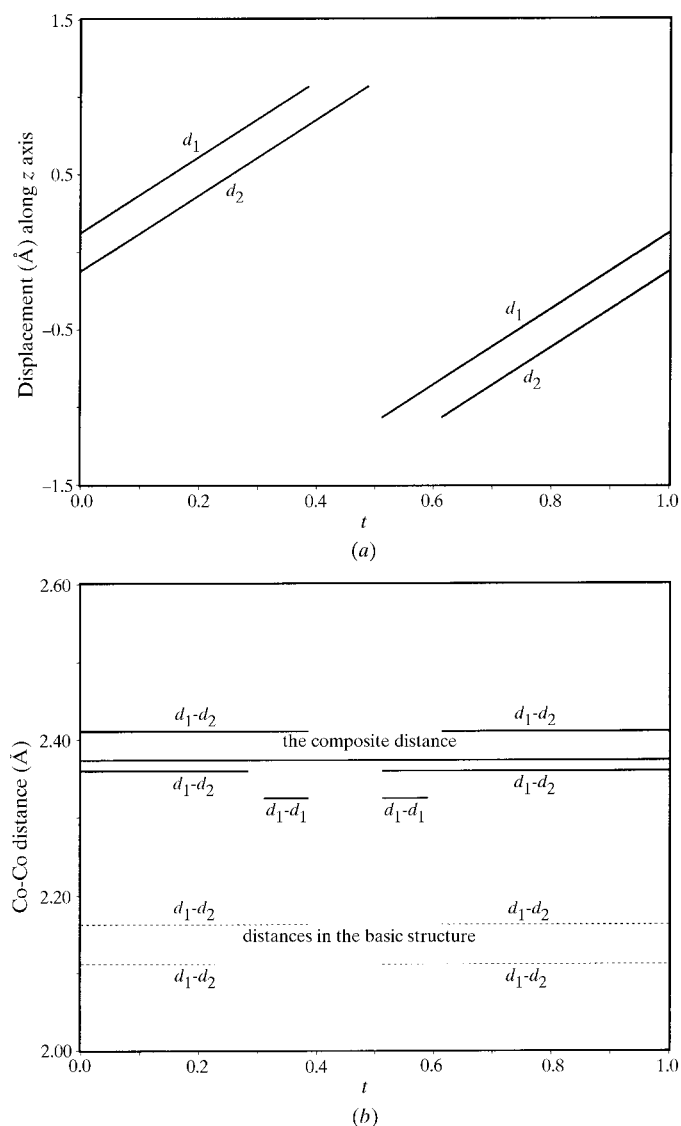 1.5
0.5
−0.5
−1.5
Displacement (Å) along z axis
d1
d2
d1
d2
0.0 0.2 0.4 0.6 0.8 1.0
t
(a)
2.60
2.40
2.20
2.00
Co-Co distance (Å)
d1-d2 d1-d2
the composite distance
d1-d2 d1-d2
d1-d1 d1-d1
d1-d2 d1-d2
distances in the basic structure
d1-d2 d1-d2
0.0 0.2 0.4 0.6 0.8 1.0
t
(b)